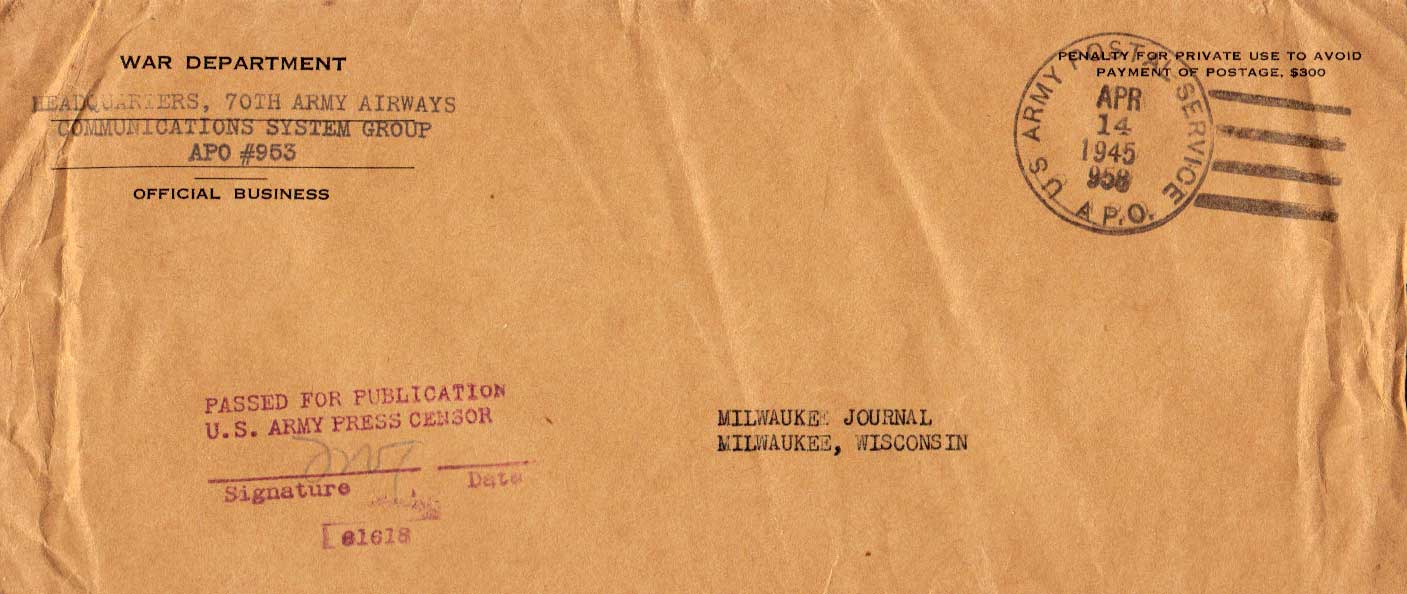 WAR DEPARTMENT
HEADQUARTERS, 70TH ARMY AIRWAYS
COMMUNICATIONS SYSTEM GROUP
APO #953
OFFICIAL BUSINESS
PENALTY FOR PRIVATE USE TO AVOID
PAYMENT OF POSTAGE, $300
US ARMY POSTAL SERVICE
APR
14
1945
958
A.P.O.
PASSED FOR PUBLICATION
U.S. ARMY PRESS CENSOR
Signature Date
81618
MILWAUKEE JOURNAL
MILWAUKEE, WISCONSIN